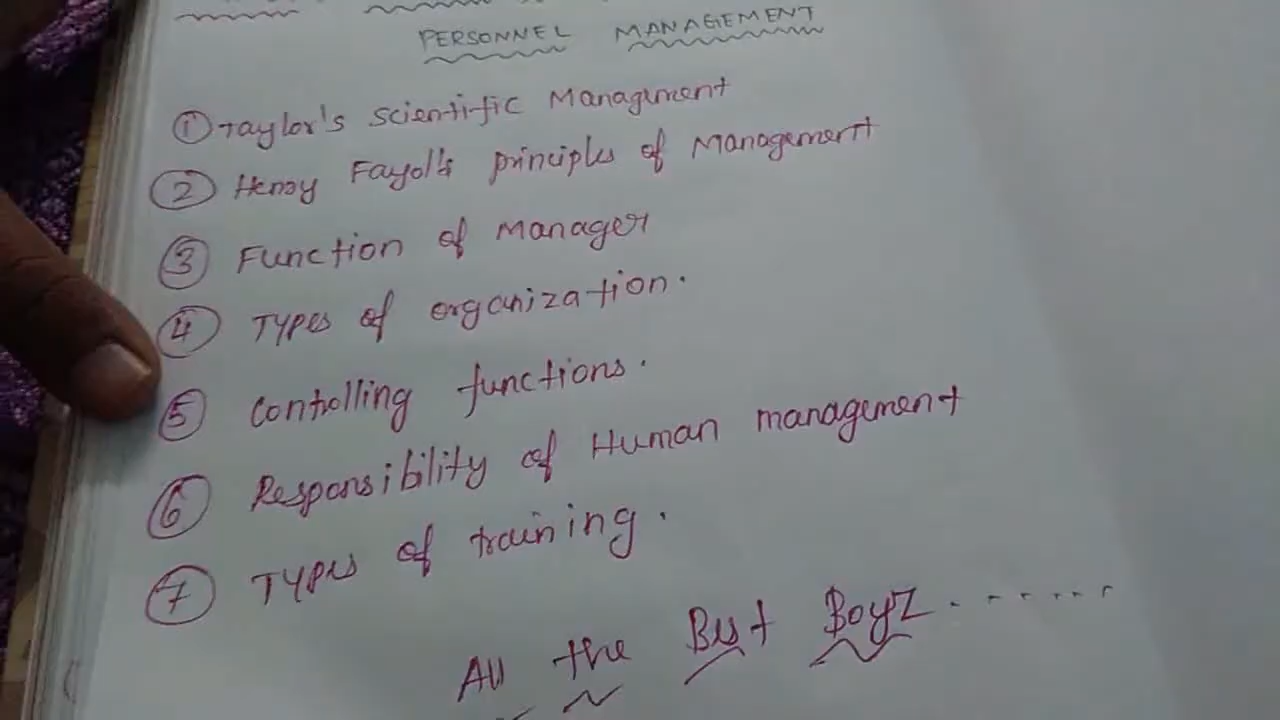 PERSONNEL MANAGEMENT
① Taylor's scientific Management
② Henry Fayol's principles of Management
③ Function of Manager
④ Types of organization.
⑤ Controlling functions.
⑥ Responsibility of Human management
⑦ Types of training.
All the Best Boyz.......